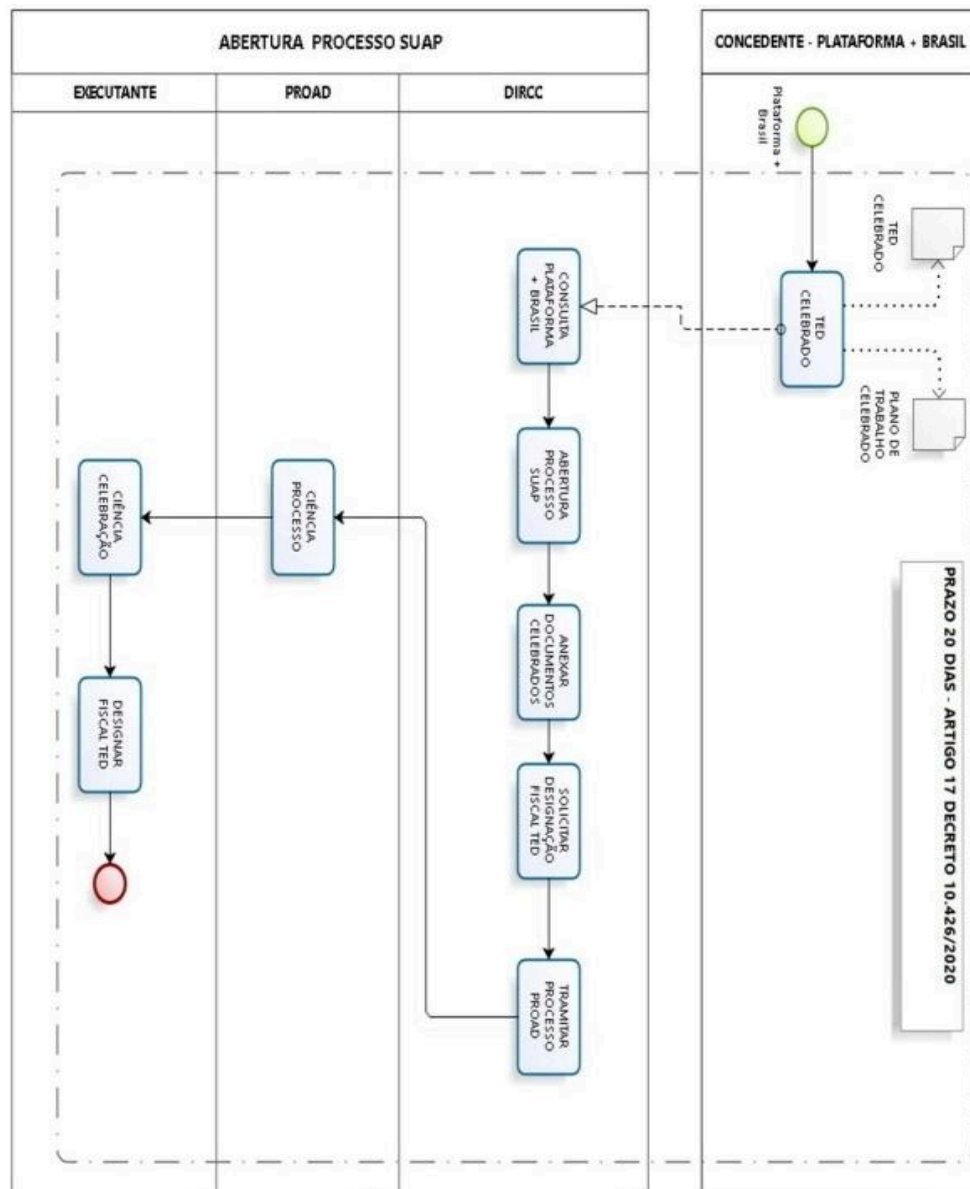 ABERTURA PROCESSO SUAP
CONCEDENTE - PLATAFORMA + BRASIL
EXECUTANTE
PROAD
DIRCC
Plataforma +
Brasil
TED
CELEBRADO
TED
CELEBRADO
PLANO DE
TRABALHO
CELEBRADO
PRAZO 20 DIAS - ARTIGO 17 DECRETO 10.426/2020
CONSULTA
PLATAFORMA
+ BRASIL
ABERTURA
PROCESSO
SUAP
ANEXAR
DOCUMENTOS
CELEBRADOS
SOLICITAR
DESIGNAÇÃO
FISCAL TED
TRAMITAR
PROCESSO
PROAD
CIÊNCIA
PROCESSO
CIÊNCIA
CELEBRAÇÃO
DESIGNAR
FISCAL TED